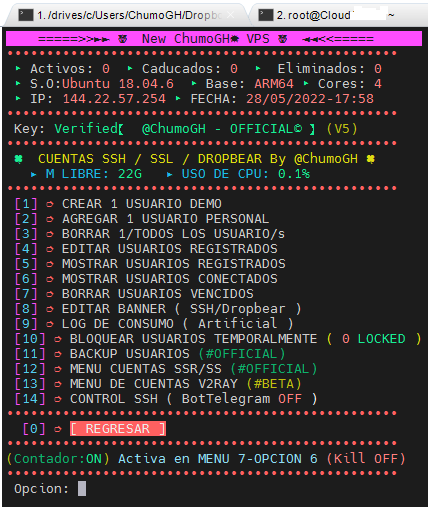 1. /drives/c/Users/ChumoGH/Dropbo
2. root@Cloud ~
=====>>►► New ChumoGH VPS ◄◄<<=====
‣ Activos: 0 ‣ Caducados: 0 ‣ Eliminados: 0
‣ S.O:Ubuntu 18.04.6 ‣ Base: ARM64 ‣ Cores: 4
‣ IP: 144.22.57.254 ‣ FECHA: 28/05/2022-17:58
Key: Verified【 @ChumoGH - OFFICIAL© 】 (V5)
CUENTAS SSH / SSL / DROPBEAR By @ChumoGH
► M LIBRE: 22G ► USO DE CPU: 0.1%
[1] ➮ CREAR 1 USUARIO DEMO
[2] ➮ AGREGAR 1 USUARIO PERSONAL
[3] ➮ BORRAR 1/TODOS LOS USUARIO/s
[4] ➮ EDITAR USUARIOS REGISTRADOS
[5] ➮ MOSTRAR USUARIOS REGISTRADOS
[6] ➮ MOSTRAR USUARIOS CONECTADOS
[7] ➮ BORRAR USUARIOS VENCIDOS
[8] ➮ EDITAR BANNER ( SSH/Dropbear )
[9] ➮ LOG DE CONSUMO ( Artificial )
[10] ➮ BLOQUEAR USUARIOS TEMPORALMENTE ( 0 LOCKED )
[11] ➮ BACKUP USUARIOS (#OFFICIAL)
[12] ➮ MENU CUENTAS SSR/SS (#OFFICIAL)
[13] ➮ MENU DE CUENTAS V2RAY (#BETA)
[14] ➮ CONTROL SSH ( BotTelegram OFF )
[0] ➮ [ REGRESAR ]
(Contador:ON) Activa en MENU 7-OPCION 6 (Kill OFF)
Opcion: